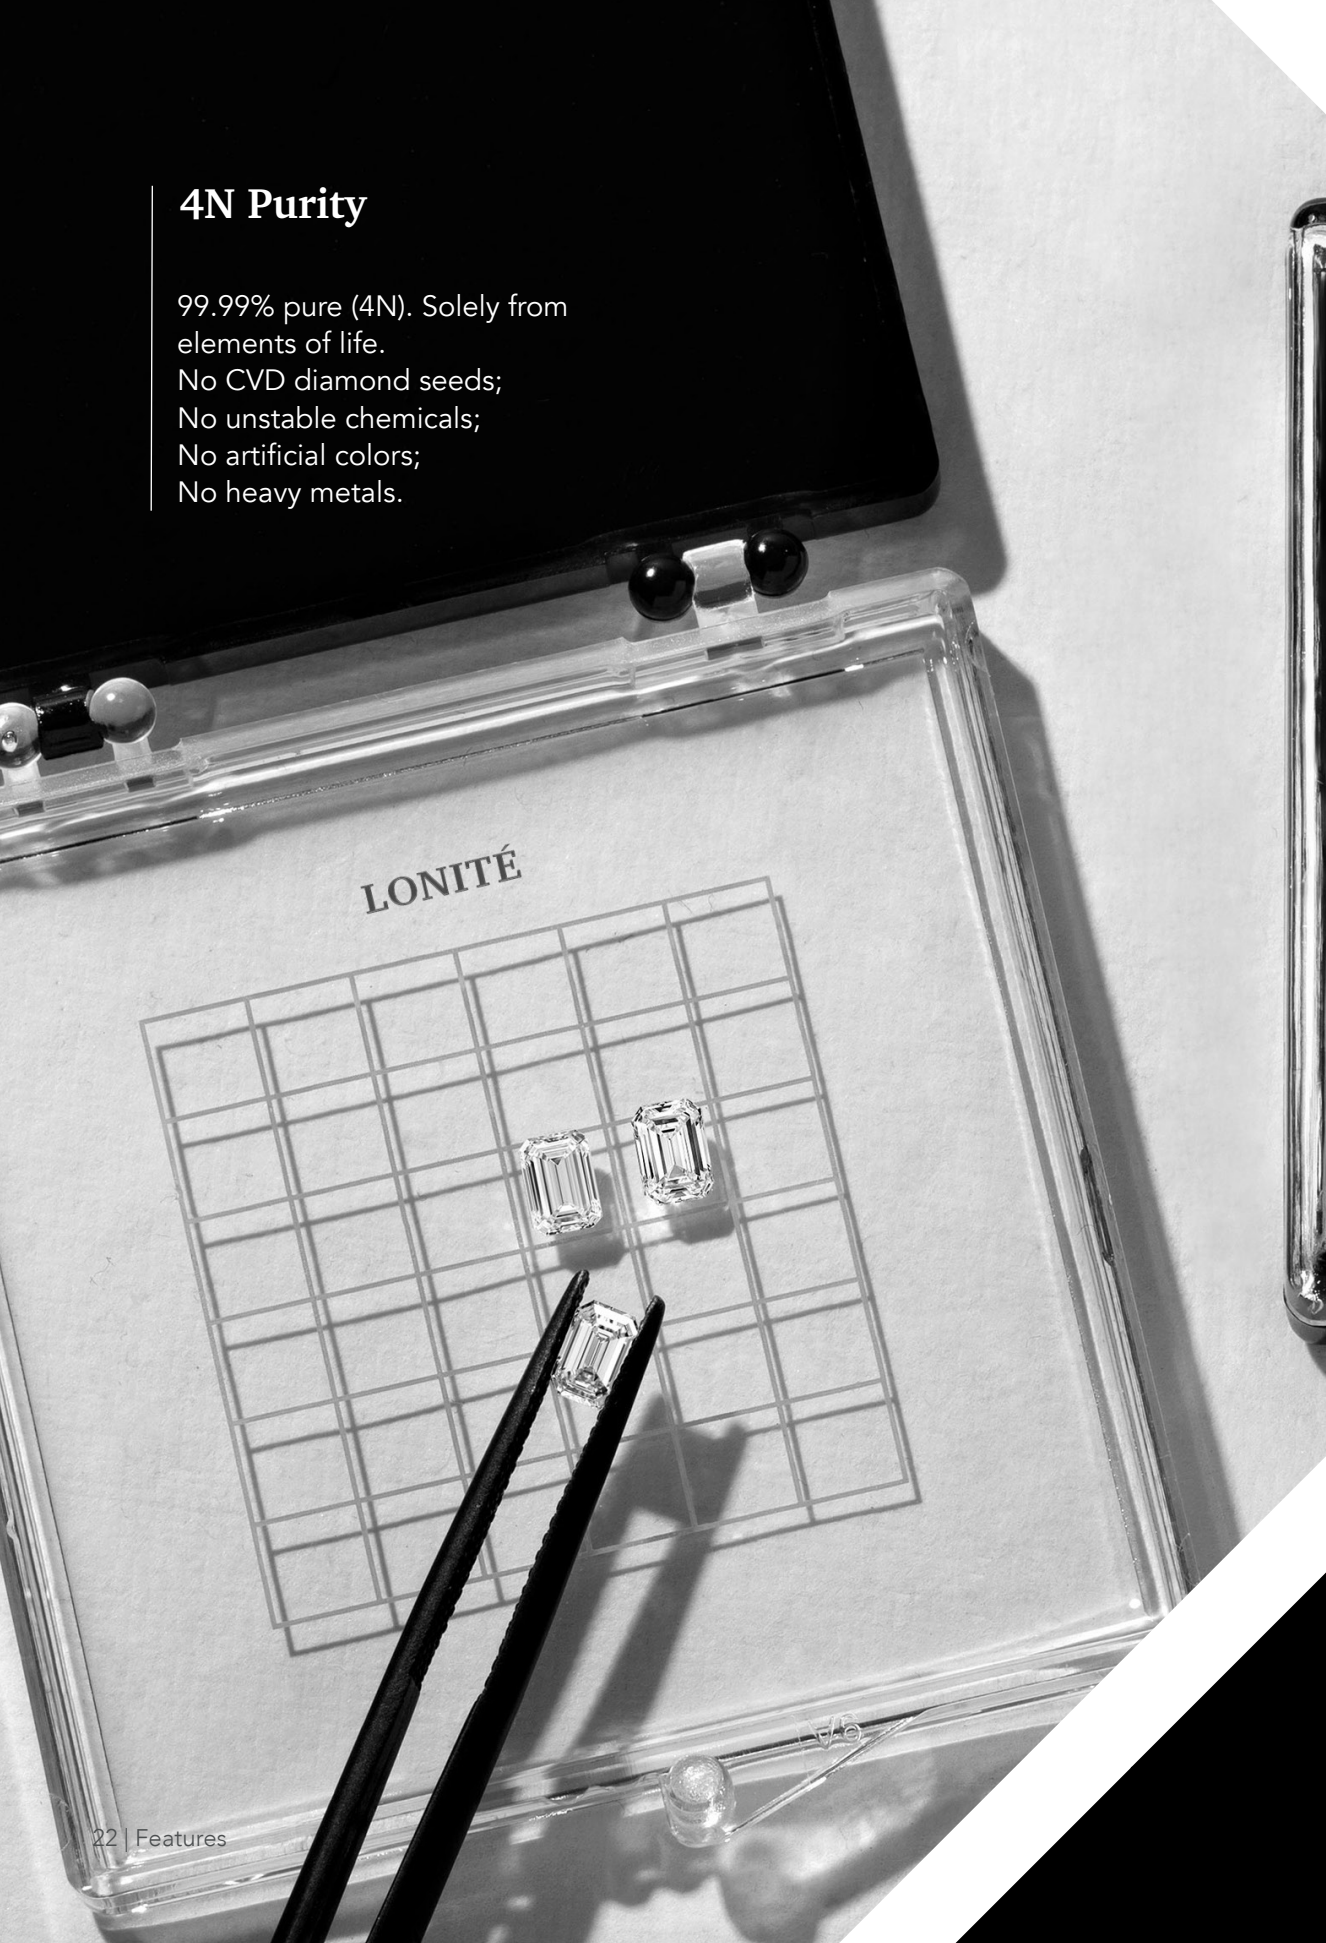 4N Purity
99.99% pure (4N). Solely from
elements of life.
No CVD diamond seeds;
No unstable chemicals;
No artificial colors;
No heavy metals.
LONITÉ
22 | Features